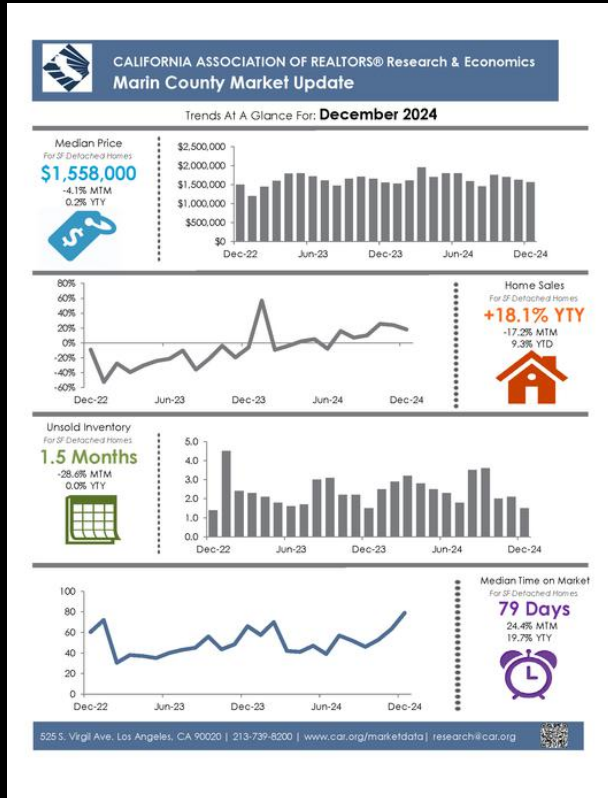 CALIFORNIA ASSOCIATION OF REALTORS® Research & Economics
Marin County Market Update
Trends At A Glance For: December 2024
Median Price
For SF Detached Homes
$1,558,000
-4.1% MTM
0.2% YTY
$
$2,500,000
$2,000,000
$1,500,000
$1,000,000
$500,000
$0
Dec-22 Jun-23 Dec-23 Jun-24 Dec-24
80%
60%
40%
20%
0%
-20%
-40%
-60%
Dec-22 Jun-23 Dec-23 Jun-24 Dec-24
Home Sales
For SF Detached Homes
+18.1% YTY
-17.2% MTM
9.3% YTD
Unsold Inventory
For SF Detached Homes
1.5 Months
-28.6% MTM
0.0% YTY
5.0
4.0
3.0
2.0
1.0
0.0
Dec-22 Jun-23 Dec-23 Jun-24 Dec-24
100
80
60
40
20
0
Dec-22 Jun-23 Dec-23 Jun-24 Dec-24
Median Time on Market
For SF Detached Homes
79 Days
24.4% MTM
19.7% YTY
525 S. Virgil Ave. Los Angeles, CA 90020 | 213-739-8200 | www.car.org/marketdata| research@car.org